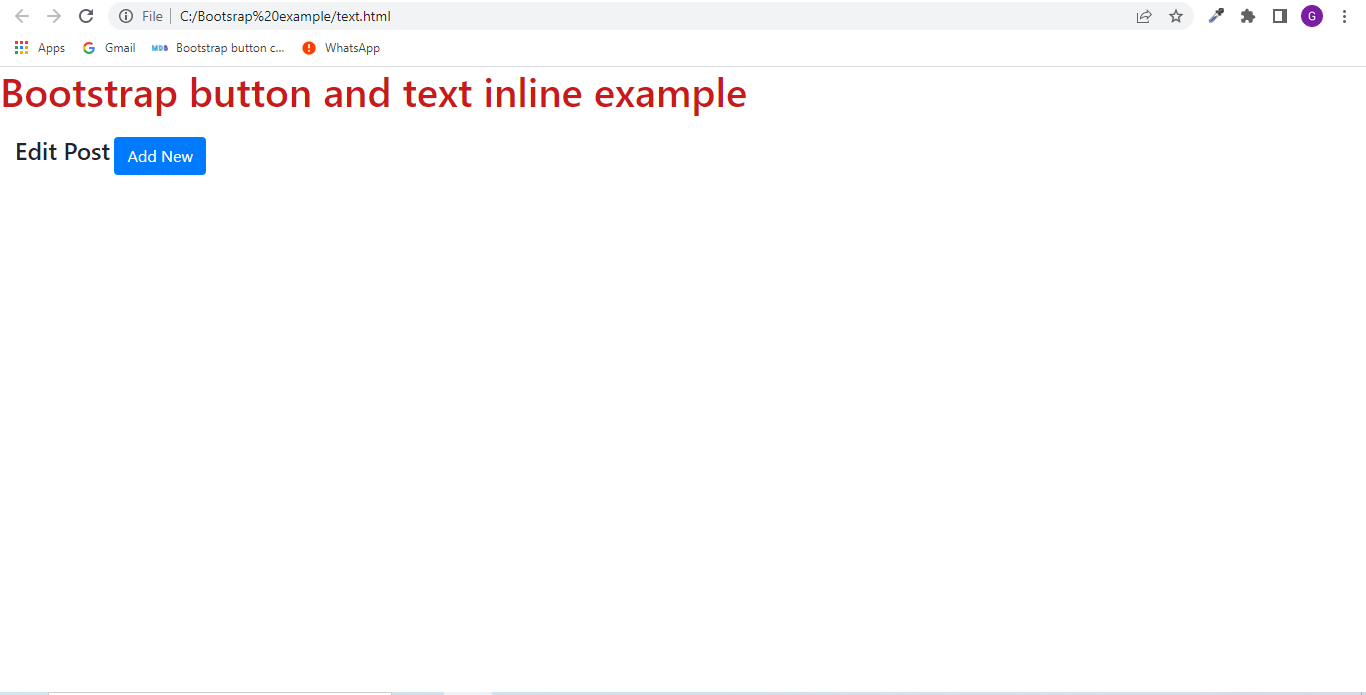 File C:/Bootsrap%20example/text.html G
Apps Gmail MDB Bootstrap button c... WhatsApp
Bootstrap button and text inline example
Edit Post Add New